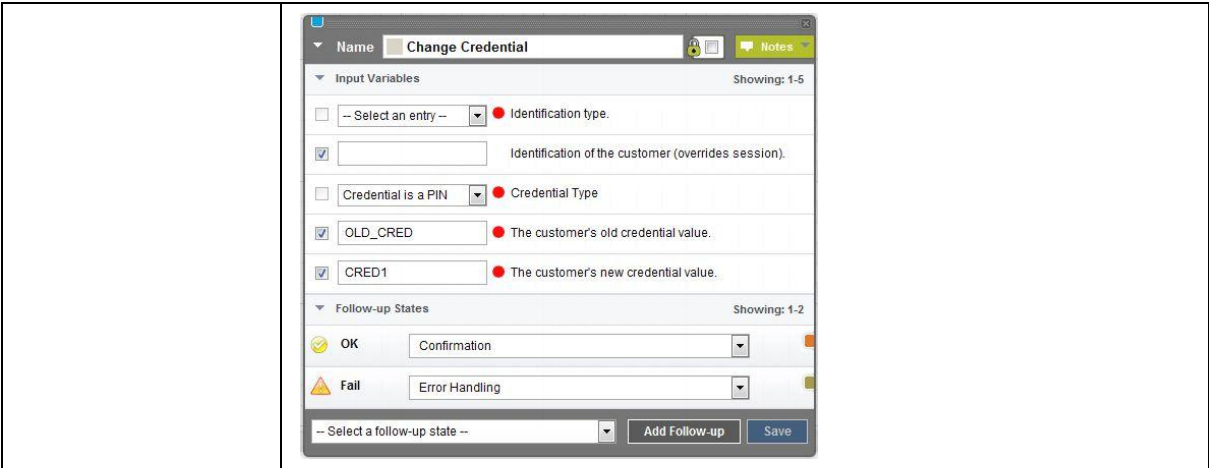 Name Change Credential Notes
Input Variables Showing: 1-5
-- Select an entry -- Identification type.
Identification of the customer (overrides session).
Credential is a PIN Credential Type
OLD_CRED The customer's old credential value.
CRED1 The customer's new credential value.
Follow-up States Showing: 1-2
OK Confirmation
Fail Error Handling
-- Select a follow-up state -- Add Follow-up Save